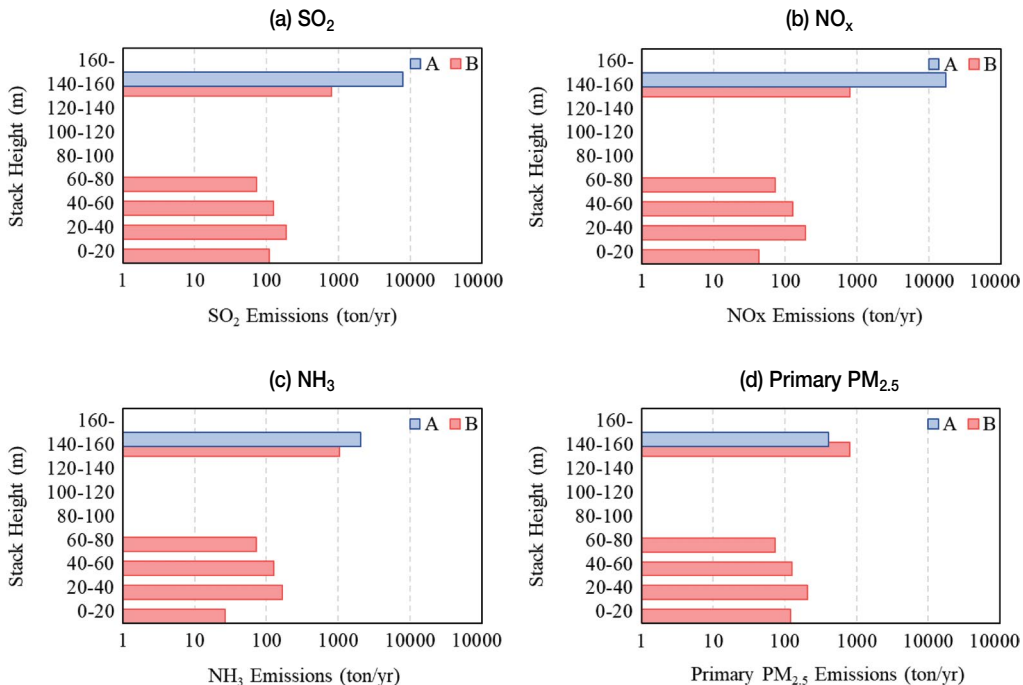 (a) SO₂
A B
Stack Height (m)
160-
140-160
120-140
100-120
80-100
60-80
40-60
20-40
0-20
1 10 100 1000 10000 10000
SO₂ Emissions (ton/yr)
(b) NOₓ
A B
Stack Height (m)
160-
140-160
120-140
100-120
80-100
60-80
40-60
20-40
0-20
1 10 100 1000 10000 10000
NOx Emissions (ton/yr)
(c) NH₃
A B
Stack Height (m)
160-
140-160
120-140
100-120
80-100
60-80
40-60
20-40
0-20
1 10 100 1000 10000 10000
NH₃ Emissions (ton/yr)
(d) Primary PM₂.₅
A B
Stack Height (m)
160-
140-160
120-140
100-120
80-100
60-80
40-60
20-40
0-20
1 10 100 1000 10000 10000
Primary PM₂.₅ Emissions (ton/yr)